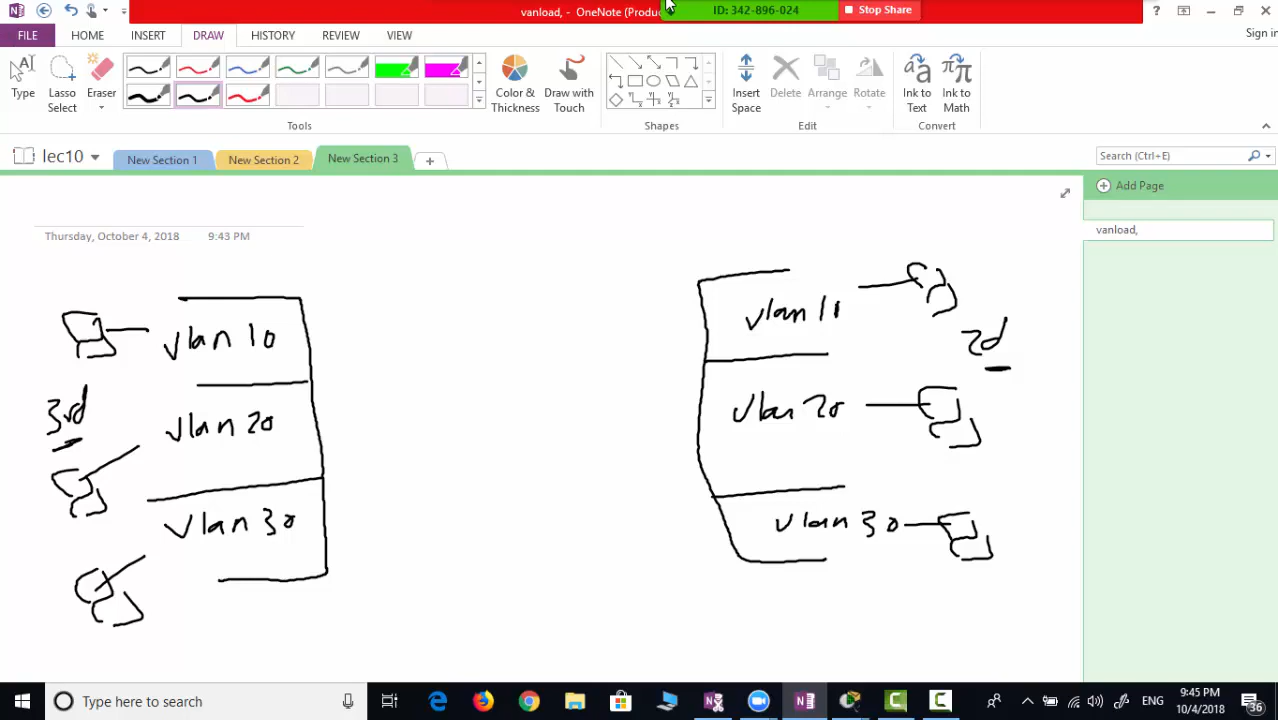 vanload, - OneNote (Produ
ID: 342-896-024
Stop Share
?
FILE
HOME
INSERT
DRAW
HISTORY
REVIEW
VIEW
Sign in
Type
Lasso
Select
Eraser
Color &
Thickness
Draw with
Touch
Insert
Space
Delete
Arrange
Rotate
Ink to
Text
Ink to
Math
Tools
Shapes
Edit
Convert
lec10
New Section 1
New Section 2
New Section 3
Search (Ctrl+E)
Add Page
vanload,
Thursday, October 4, 2018
9:43 PM
vlan 10
3rd
vlan 20
vlan 30
vlan 10
2d
vlan 20
vlan 30
Type here to search
ENG
9:45 PM
10/4/2018
36